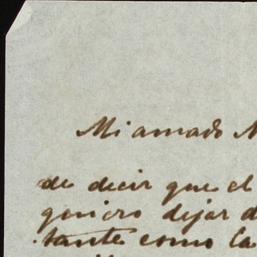 Mi amado
de decir que el
quiero dejar d
tante como la